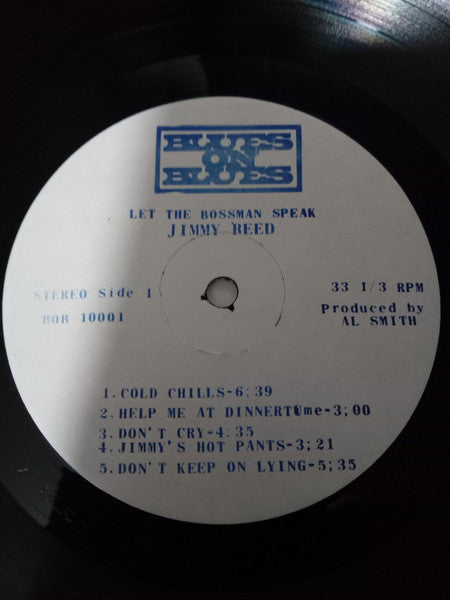 BLUES
ON
BLUES
LET THE BOSSMAN SPEAK
JIMMY REED
STEREO Side 1
BOB 10001
33 1/3 RPM
Produced by
AL SMITH
1. COLD CHILLS-6; 39
2. HELP ME AT DINNERTime-3; 00
3. DON'T CRY-4: 35
4. JIMMY'S HOT PANTS-3; 21
5. DON'T KEEP ON LYING-5; 35